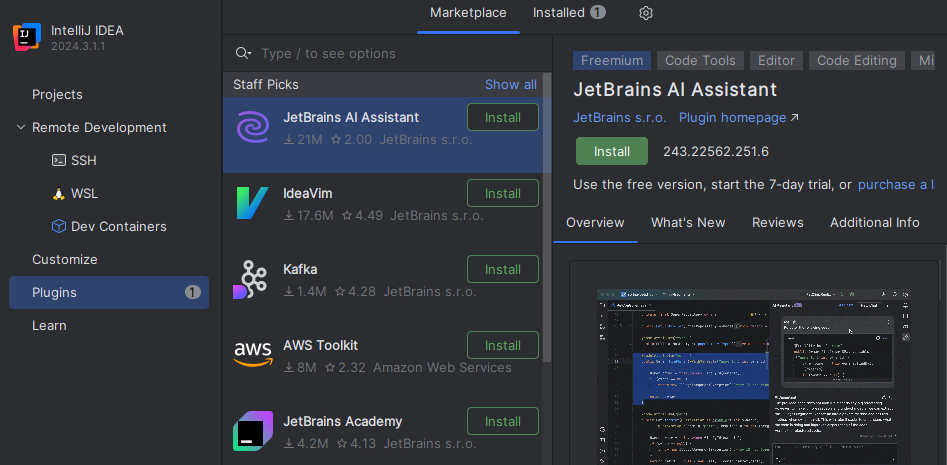 IntelliJ IDEA
2024.3.1.1
Projects
Remote Development
SSH
WSL
Dev Containers
Customize
Plugins 1
Learn
Marketplace Installed 1
Type / to see options
Staff Picks Show all
JetBrains AI Assistant Install
21M 2.00 JetBrains s.r.o.
IdeaVim Install
17.6M 4.49 JetBrains s.r.o.
Kafka Install
1.4M 4.28 JetBrains s.r.o.
aws AWS Toolkit Install
8M 2.32 Amazon Web Services
JetBrains Academy Install
4.2M 4.13 JetBrains s.r.o.
Freemium Code Tools Editor Code Editing Mi
JetBrains AI Assistant
JetBrains s.r.o. Plugin homepage
Install 243.22562.251.6
Use the free version, start the 7-day trial, or purchase a l
Overview What's New Reviews Additional Info